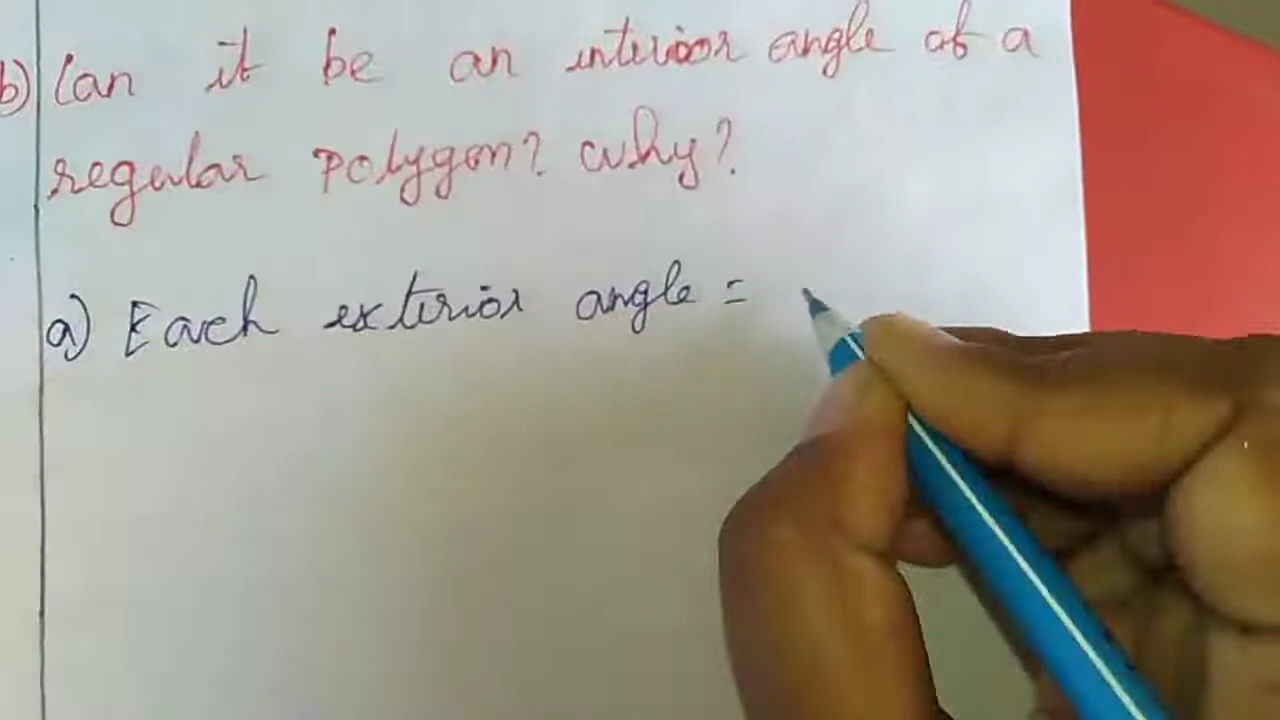 b) Can it be an interior angle of a
regular polygon? why?
a) Each exterior angle =